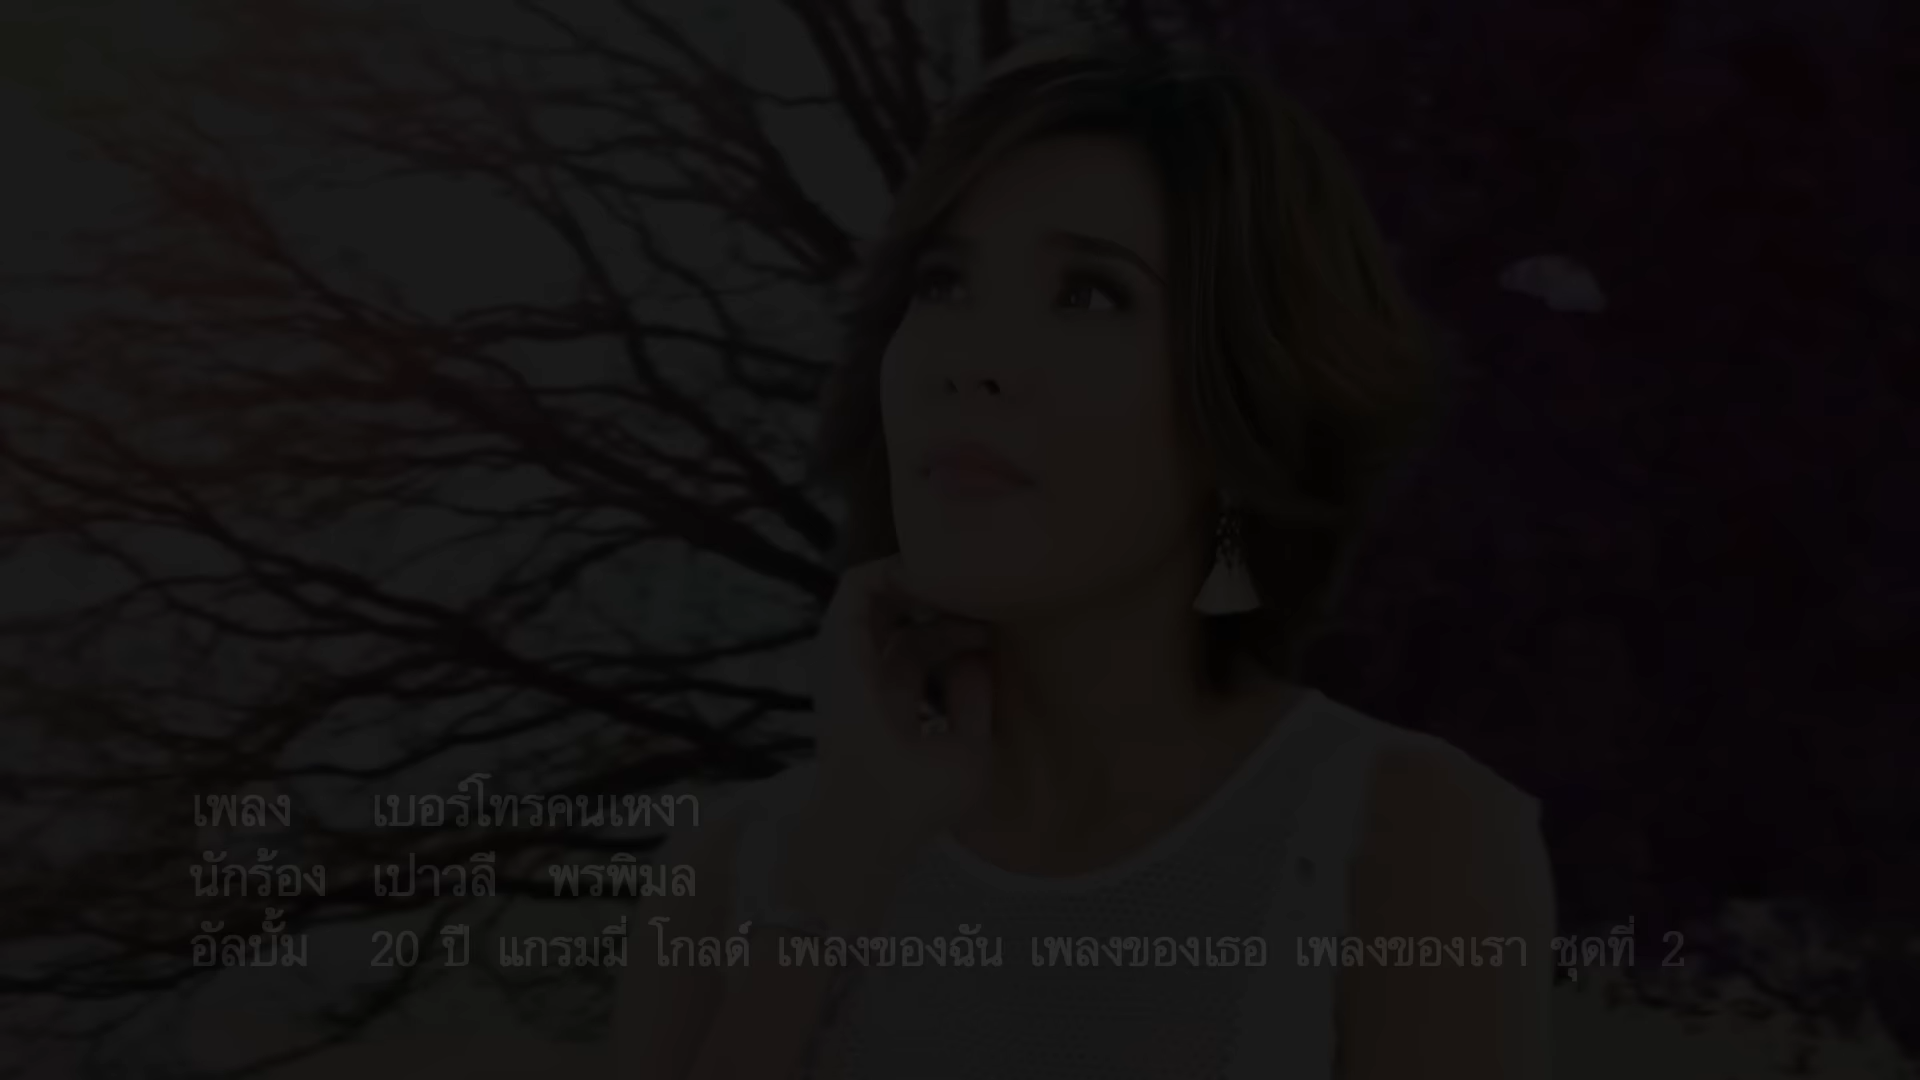 เพลง เบอร์โทรคนเหงา
นักร้อง เปาวลี พรพิมล
อัลบั้ม 20 ปี แกรมมี่ โกลด์ เพลงของฉัน เพลงของเธอ เพลงของเรา ชุดที่ 2